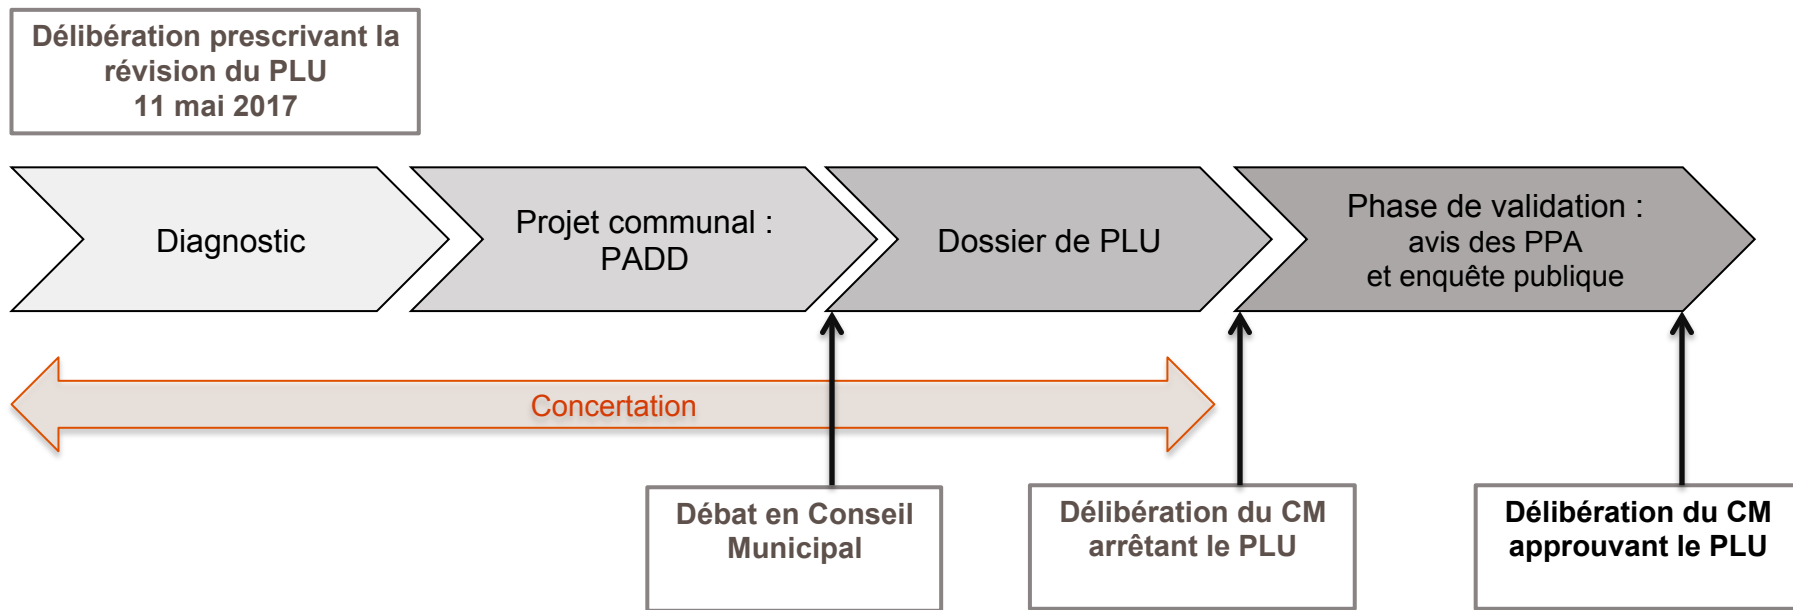 Délibération prescrivant la
révision du PLU
11 mai 2017
Diagnostic
Projet communal :
PADD
Dossier de PLU
Phase de validation :
avis des PPA
et enquête publique
Concertation
Débat en Conseil
Municipal
Délibération du CM
arrêtant le PLU
Délibération du CM
approuvant le PLU